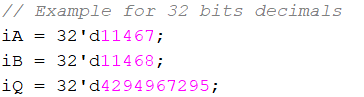 // Example for 32 bits decimals
iA = 32'd11467;
iB = 32'd11468;
iQ = 32'd4294967295;